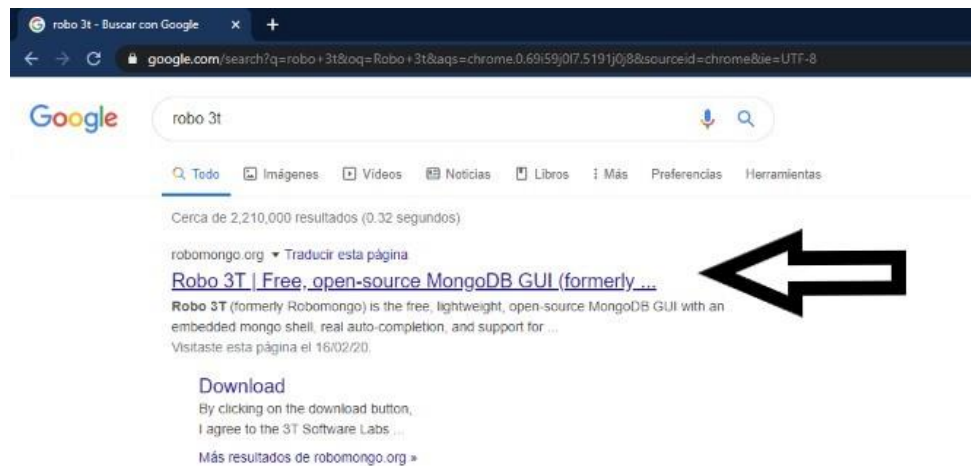 robo 3t - Buscar con Google
google.com/search?q=robo+3t&oq=Robo+3t&aqs=chrome.0.69i59j0l7.5191j0j8&sourceid=chrome&ie=UTF-8
Google
robo 3t
Todo Imágenes Vídeos Noticias Libros Más Preferencias Herramientas
Cerca de 2,210,000 resultados (0.32 segundos)
robomongo.org Traducir esta página
Robo 3T | Free, open-source MongoDB GUI (formerly ...
Robo 3T (formerly Robomongo) is the free, lightweight, open-source MongoDB GUI with an
embedded mongo shell, real auto-completion, and support for ...
Visitaste esta página el 16/02/20.
Download
By clicking on the download button,
I agree to the 3T Software Labs ...
Más resultados de robomongo.org »